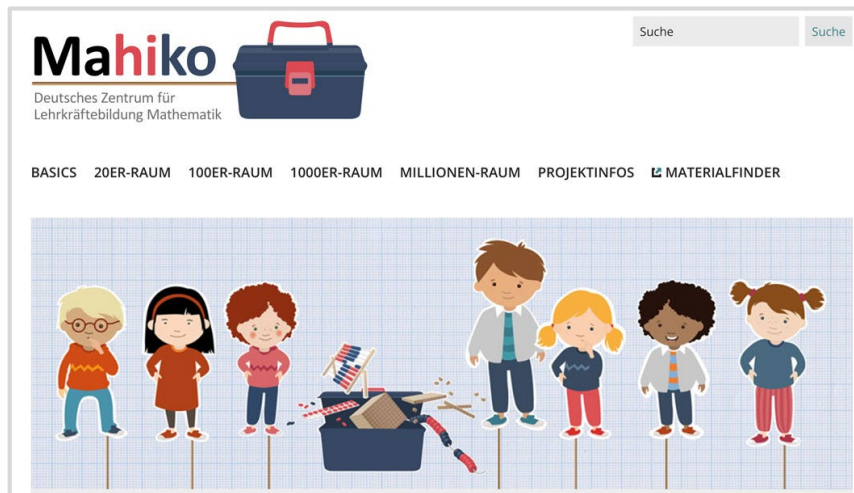 Suche
Suche
Mahiko
Deutsches Zentrum für
Lehrkräftebildung Mathematik
BASICS 20ER-RAUM 100ER-RAUM 1000ER-RAUM MILLIONEN-RAUM PROJEKTINFOS MATERIALFINDER